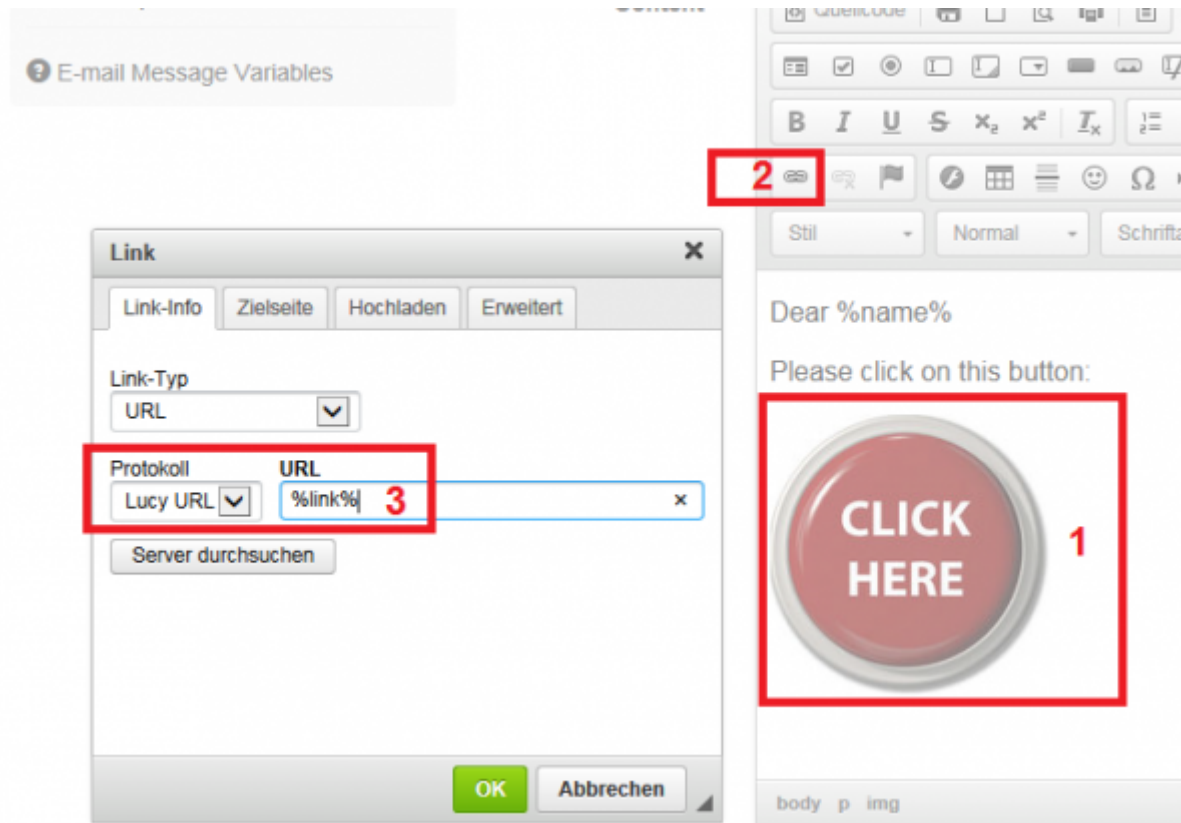 Quellcode
E-mail Message Variables
B I U S x₂ x² Iₓ
2
Stil Normal
Link
Link-Info Zielseite Hochladen Erweitert
Link-Typ
URL
Protokoll URL
Lucy URL %link% 3
Server durchsuchen
OK Abbrechen
Dear %name%
Please click on this button:
CLICK
HERE
1
body p img